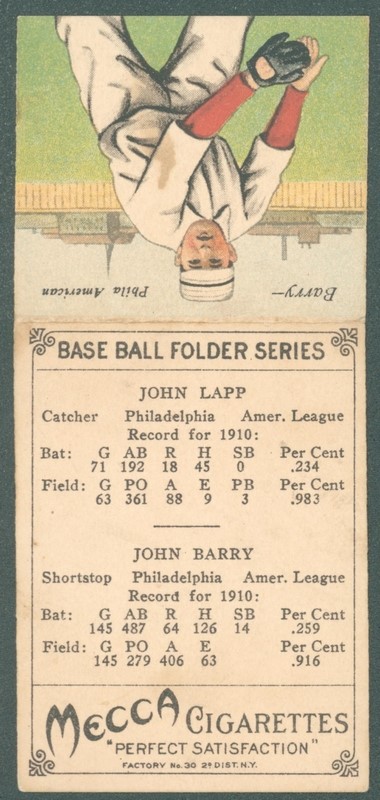 Barry—
Phila American
BASE BALL FOLDER SERIES
JOHN LAPP
Catcher Philadelphia Amer. League
Record for 1910:
Bat: G AB R H SB Per Cent
71 192 18 45 0 .234
Field: G PO A E PB Per Cent
63 361 88 9 3 .983
JOHN BARRY
Shortstop Philadelphia Amer. League
Record for 1910:
Bat: G AB R H SB Per Cent
145 487 64 126 14 .259
Field: G PO A E Per Cent
145 279 406 63 .916
MECCA CIGARETTES
"PERFECT SATISFACTION"
FACTORY No. 30 2D DIST. N.Y.